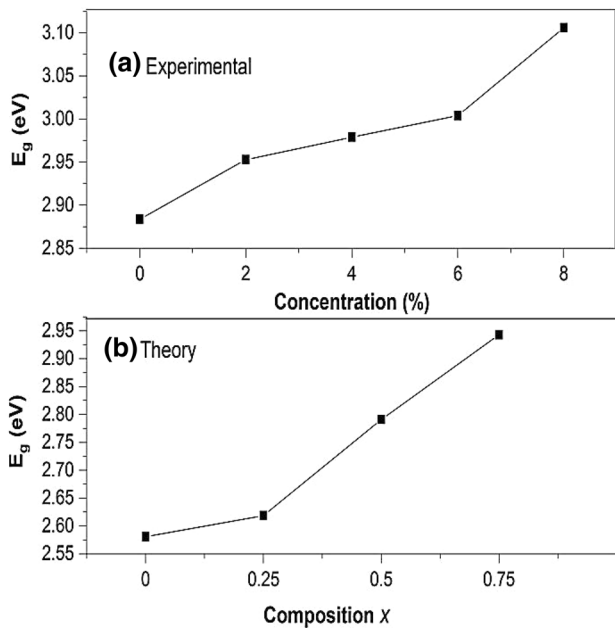 (a) Experimental
E_g (eV)
3.10
3.05
3.00
2.95
2.90
2.85
0 2 4 6 8
Concentration (%)
(b) Theory
E_g (eV)
2.95
2.90
2.85
2.80
2.75
2.70
2.65
2.60
2.55
0 0.25 0.5 0.75
Composition x